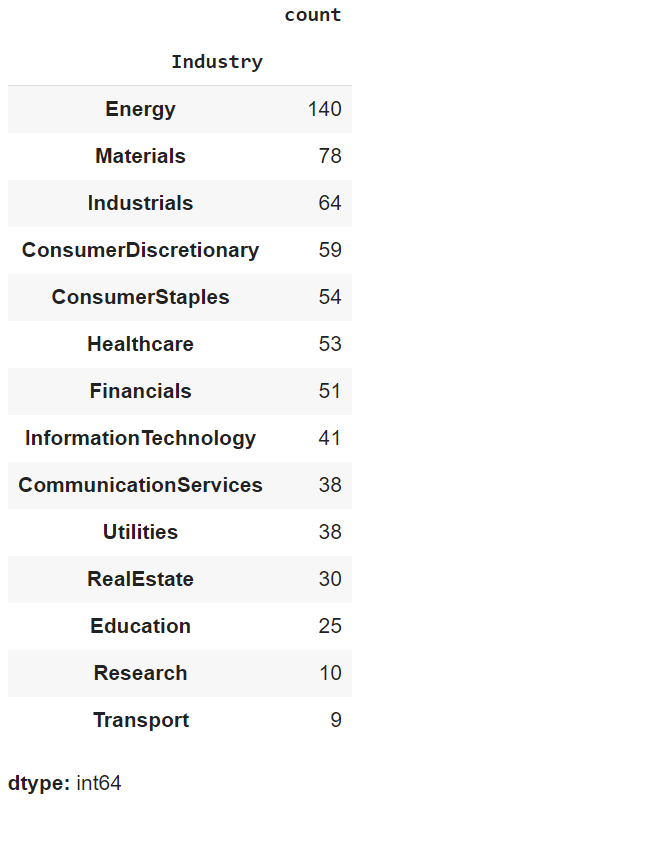 count
Industry
Energy 140
Materials 78
Industrials 64
ConsumerDiscretionary 59
ConsumerStaples 54
Healthcare 53
Financials 51
InformationTechnology 41
CommunicationServices 38
Utilities 38
RealEstate 30
Education 25
Research 10
Transport 9
dtype: int64